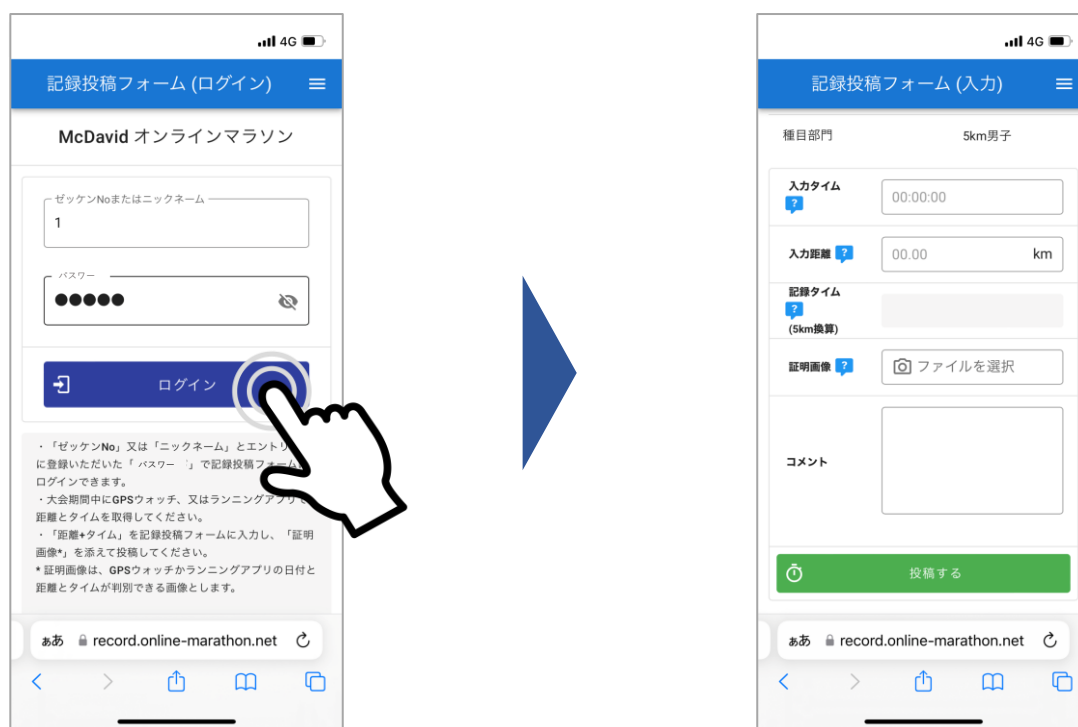 4G
記録投稿フォーム (ログイン)
McDavid オンラインマラソン
ゼッケンNoまたはニックネーム
1
パスワー
●●●●●
ログイン
・「ゼッケンNo」又は「ニックネーム」とエントリ
に登録いただいた「 パスワー 」で記録投稿フォーム
ログインできます。
・大会期間中にGPSウォッチ、又はランニングアプリで
距離とタイムを取得してください。
・「距離+タイム」を記録投稿フォームに入力し、「証明
画像*」を添えて投稿してください。
* 証明画像は、GPSウォッチかランニングアプリの日付と
距離とタイムが判別できる画像とします。
ぁあ record.online-marathon.net
4G
記録投稿フォーム (入力)
種目部門 5km男子
入力タイム
?
00:00:00
入力距離 ? 00.00 km
記録タイム
?
(5km換算)
証明画像 ? ファイルを選択
コメント
投稿する
ぁあ record.online-marathon.net